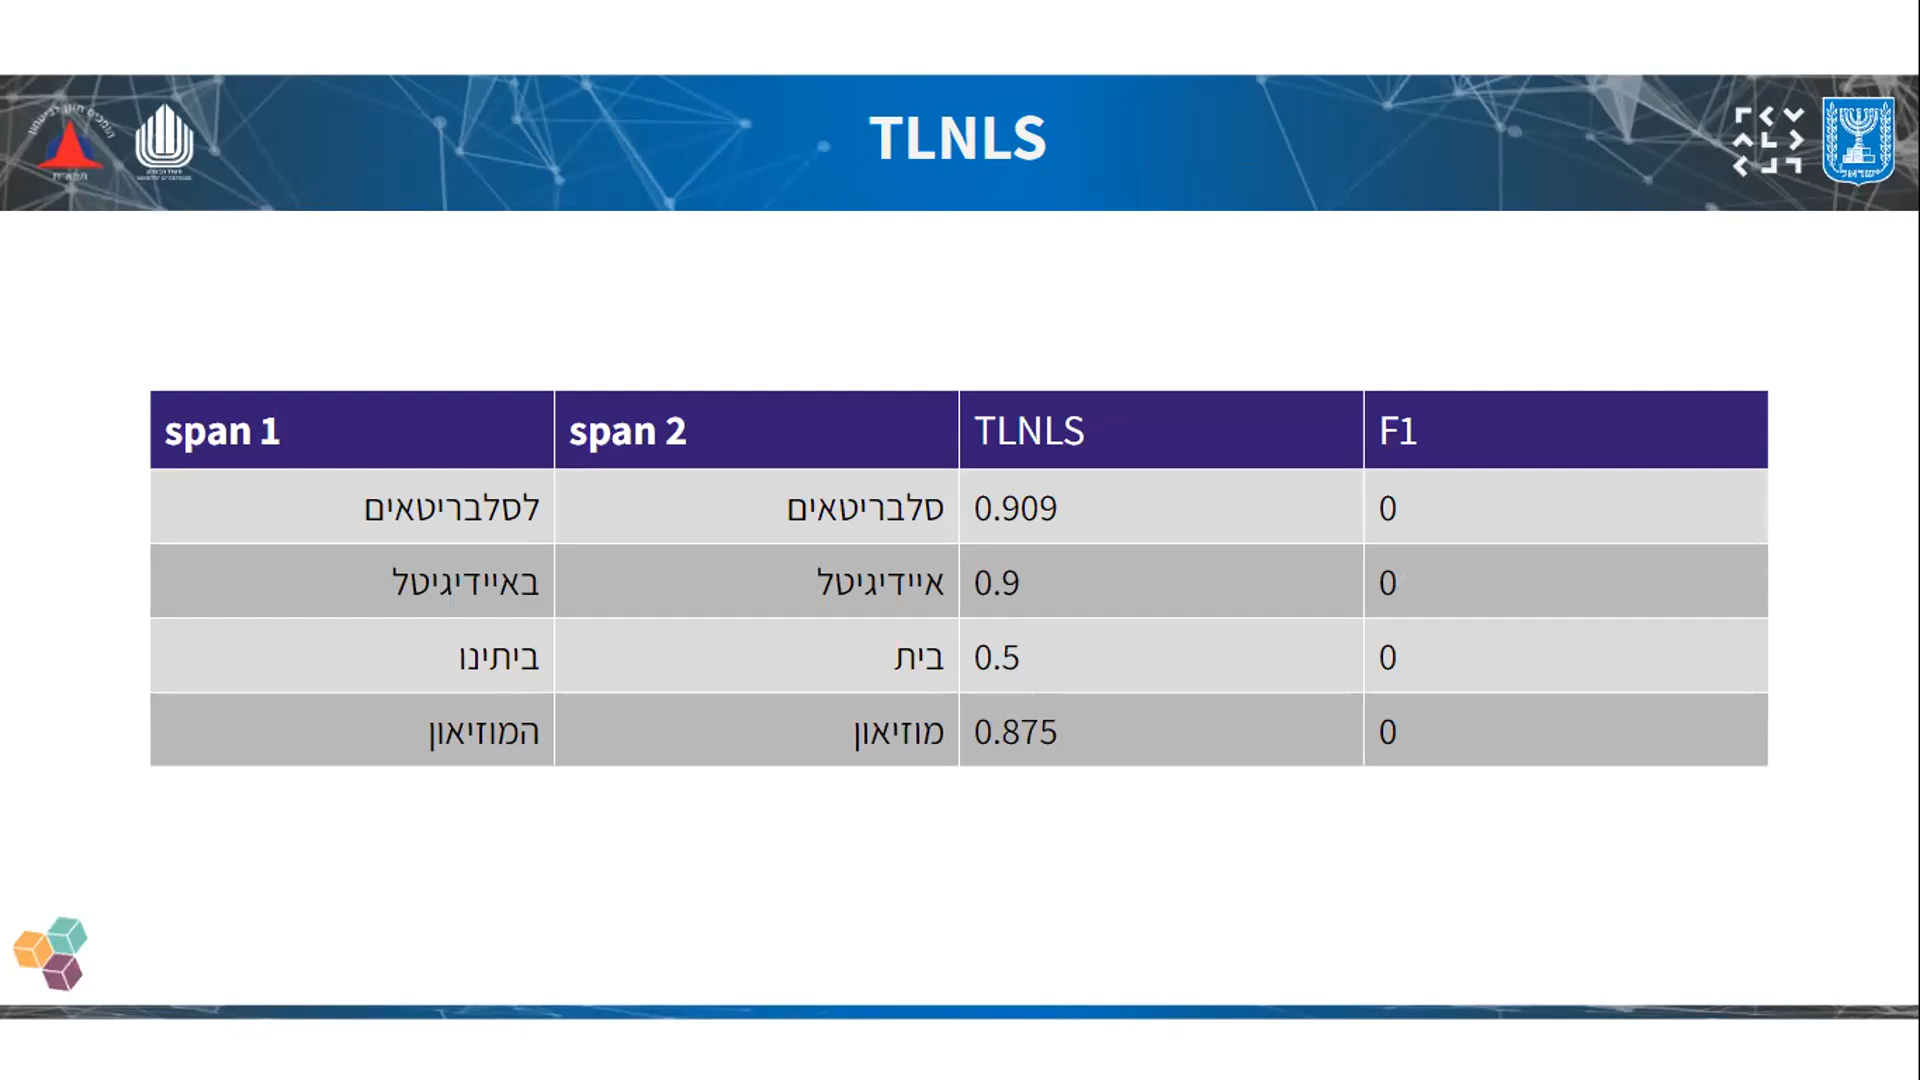 TLNLS
span 1 span 2 TLNLS F1
לסלבריטאים סלבריטאים 0.909 0
באיידיגיטל איידיגיטל 0.9 0
ביתינו בית 0.5 0
המוזיאון מוזיאון 0.875 0